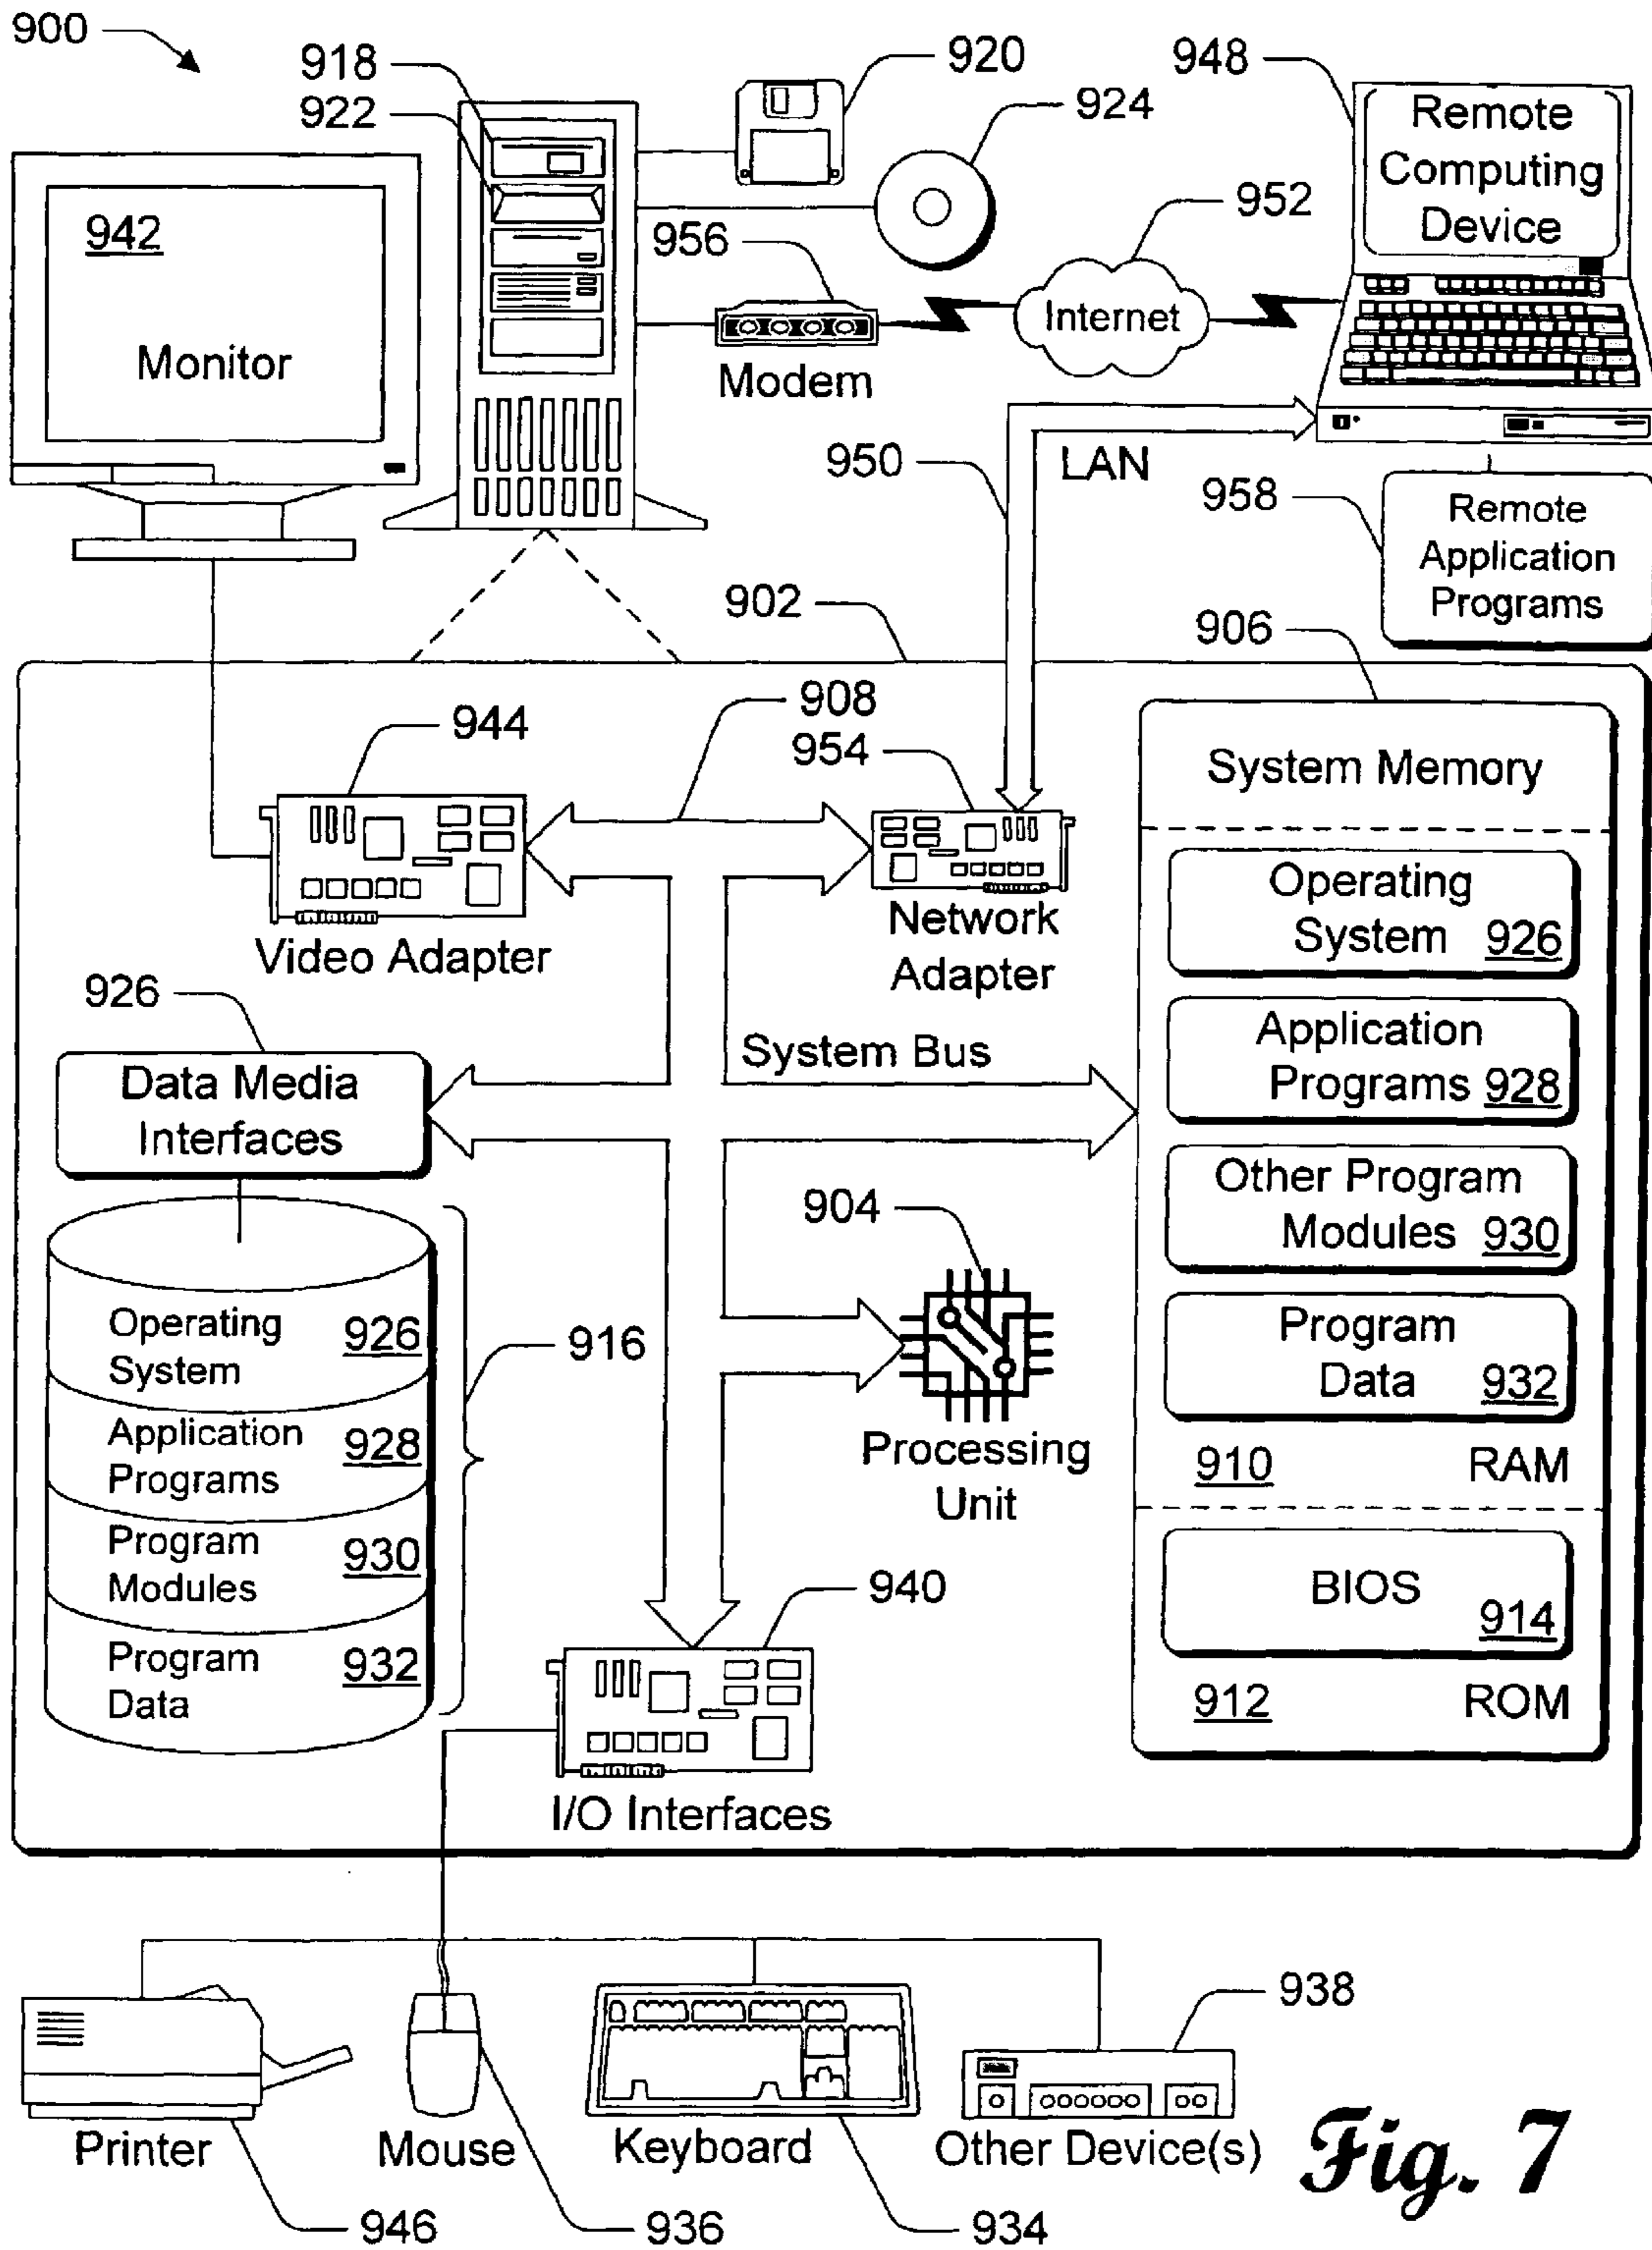 900
918
922
920
924
948
Remote
Computing
Device
942
Monitor
956
Modem
952
Internet
950
LAN
958
Remote
Application
Programs
902
906
908
944
954
Video Adapter
Network
Adapter
System Memory
Operating
System 926
Application
Programs 928
Other Program
Modules 930
Program
Data 932
910 RAM
BIOS
914
912 ROM
926
Data Media
Interfaces
System Bus
904
Processing
Unit
Operating
System 926
Application
Programs 928
Program
Modules 930
Program
Data 932
916
940
I/O Interfaces
938
Printer
Mouse
Keyboard
Other Device(s)
946
936
934
Fig. 7